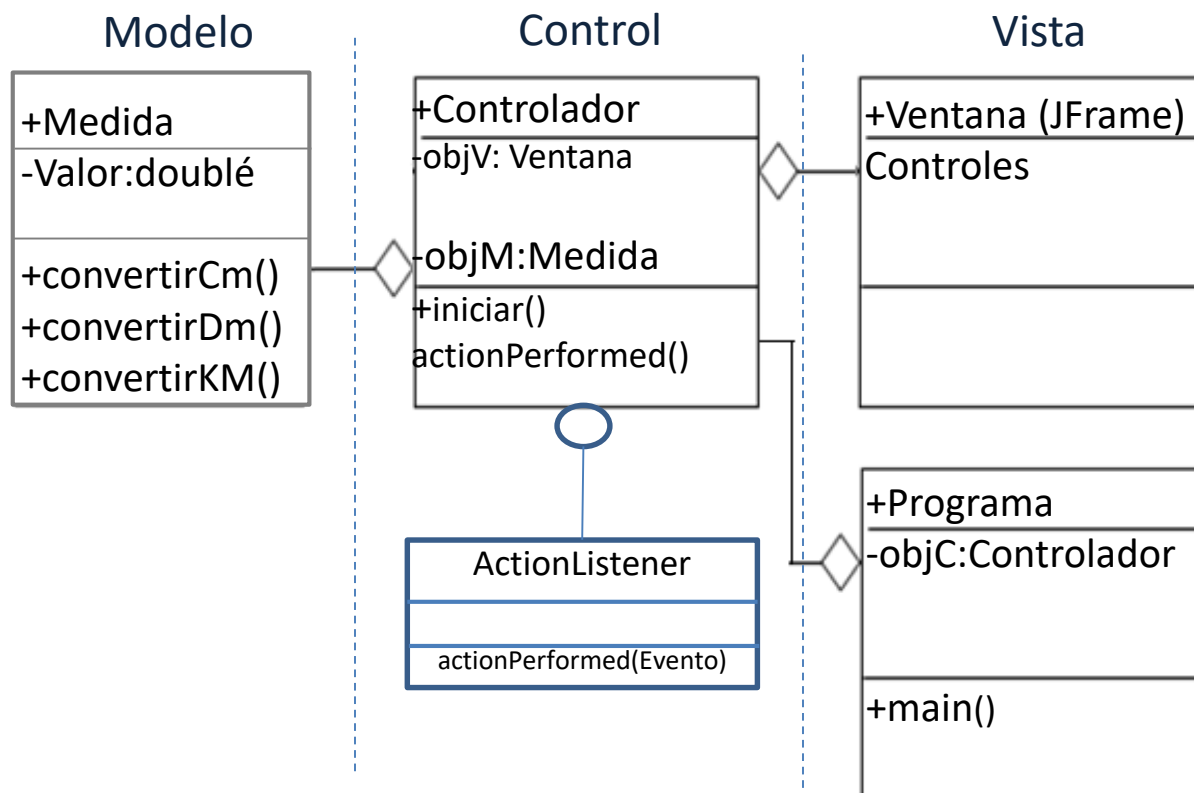 Modelo
Control
Vista
+Medida
-Valor:doublé
+convertirCm()
+convertirDm()
+convertirKM()
+Controlador
-objV: Ventana
-objM:Medida
+iniciar()
actionPerformed()
ActionListener
actionPerformed(Evento)
+Ventana (JFrame)
Controles
+Programa
-objC:Controlador
+main()